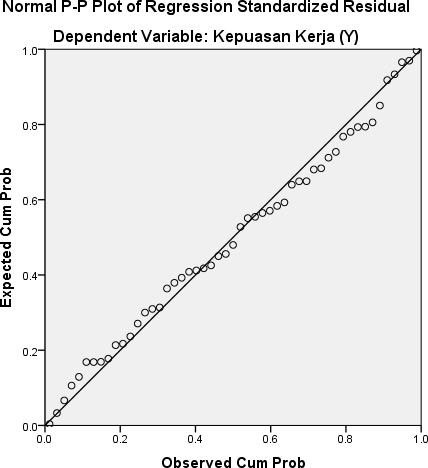 Normal P-P Plot of Regression Standardized Residual
Dependent Variable: Kepuasan Kerja (Y)
Expected Cum Prob
1.0
0.8
0.6
0.4
0.2
0.0
0.0 0.2 0.4 0.6 0.8 1.0
Observed Cum Prob